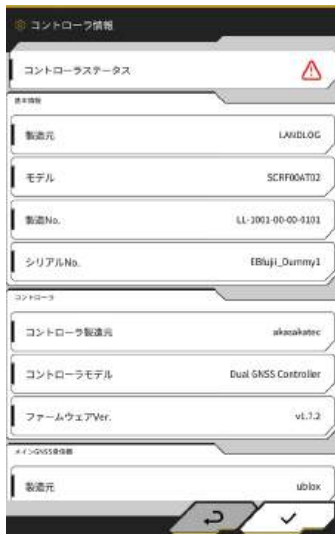 コントローラ情報
コントローラステータス
基本情報
製造元 LANDLOG
モデル SCRF00AT02
製造No. LL-1001-00-00-0101
シリアルNo. EBfujii_Dummy1
コントローラ
コントローラ製造元 akasakatec
コントローラモデル Dual GNSS Controller
ファームウェアVer. v1.7.2
メインGNSS受信機
製造元 ublox